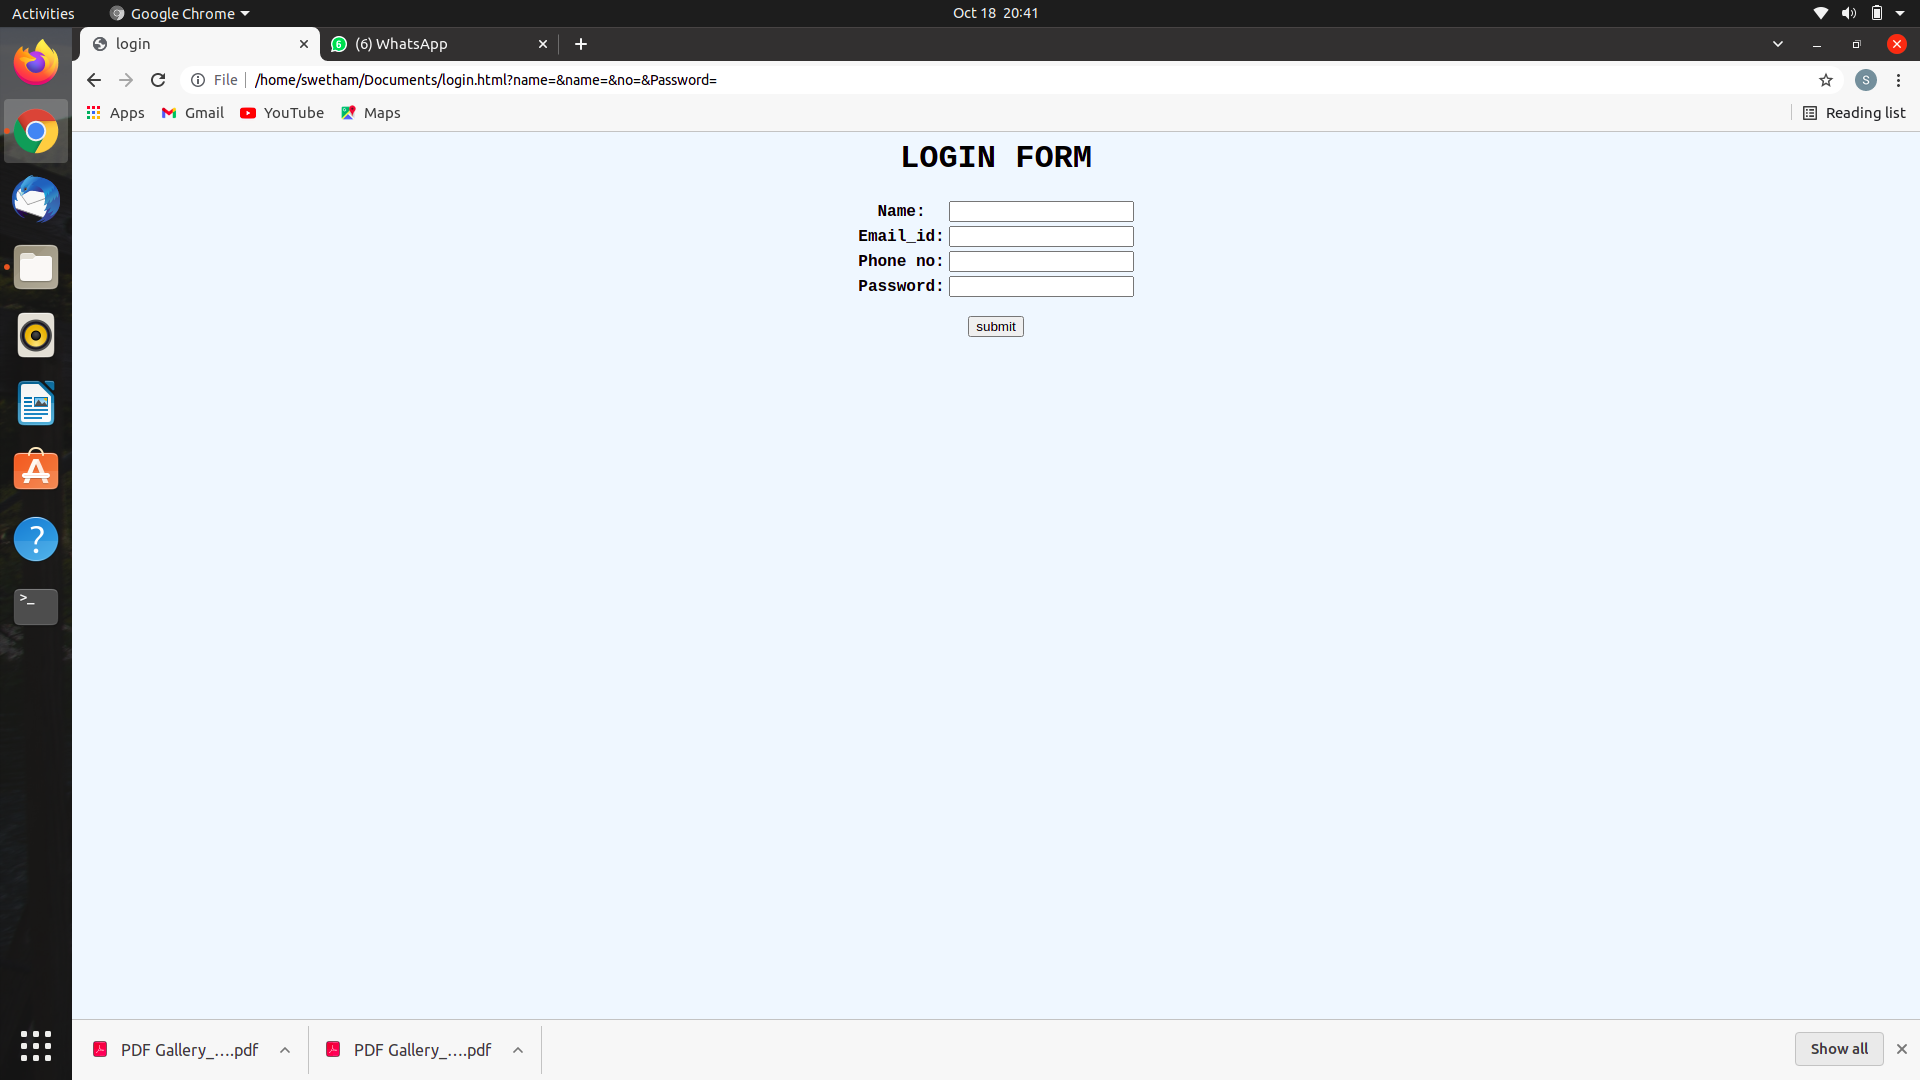 Activities
Google Chrome
Oct 18 20:41
login
6
(6) WhatsApp
File
/home/swetham/Documents/login.html?name=&name=&no=&Password=
S
Apps
Gmail
YouTube
Maps
Reading list
LOGIN FORM
Name:
Email_id:
Phone no:
Password:
submit
?
>_
PDF Gallery_....pdf
PDF Gallery_....pdf
Show all